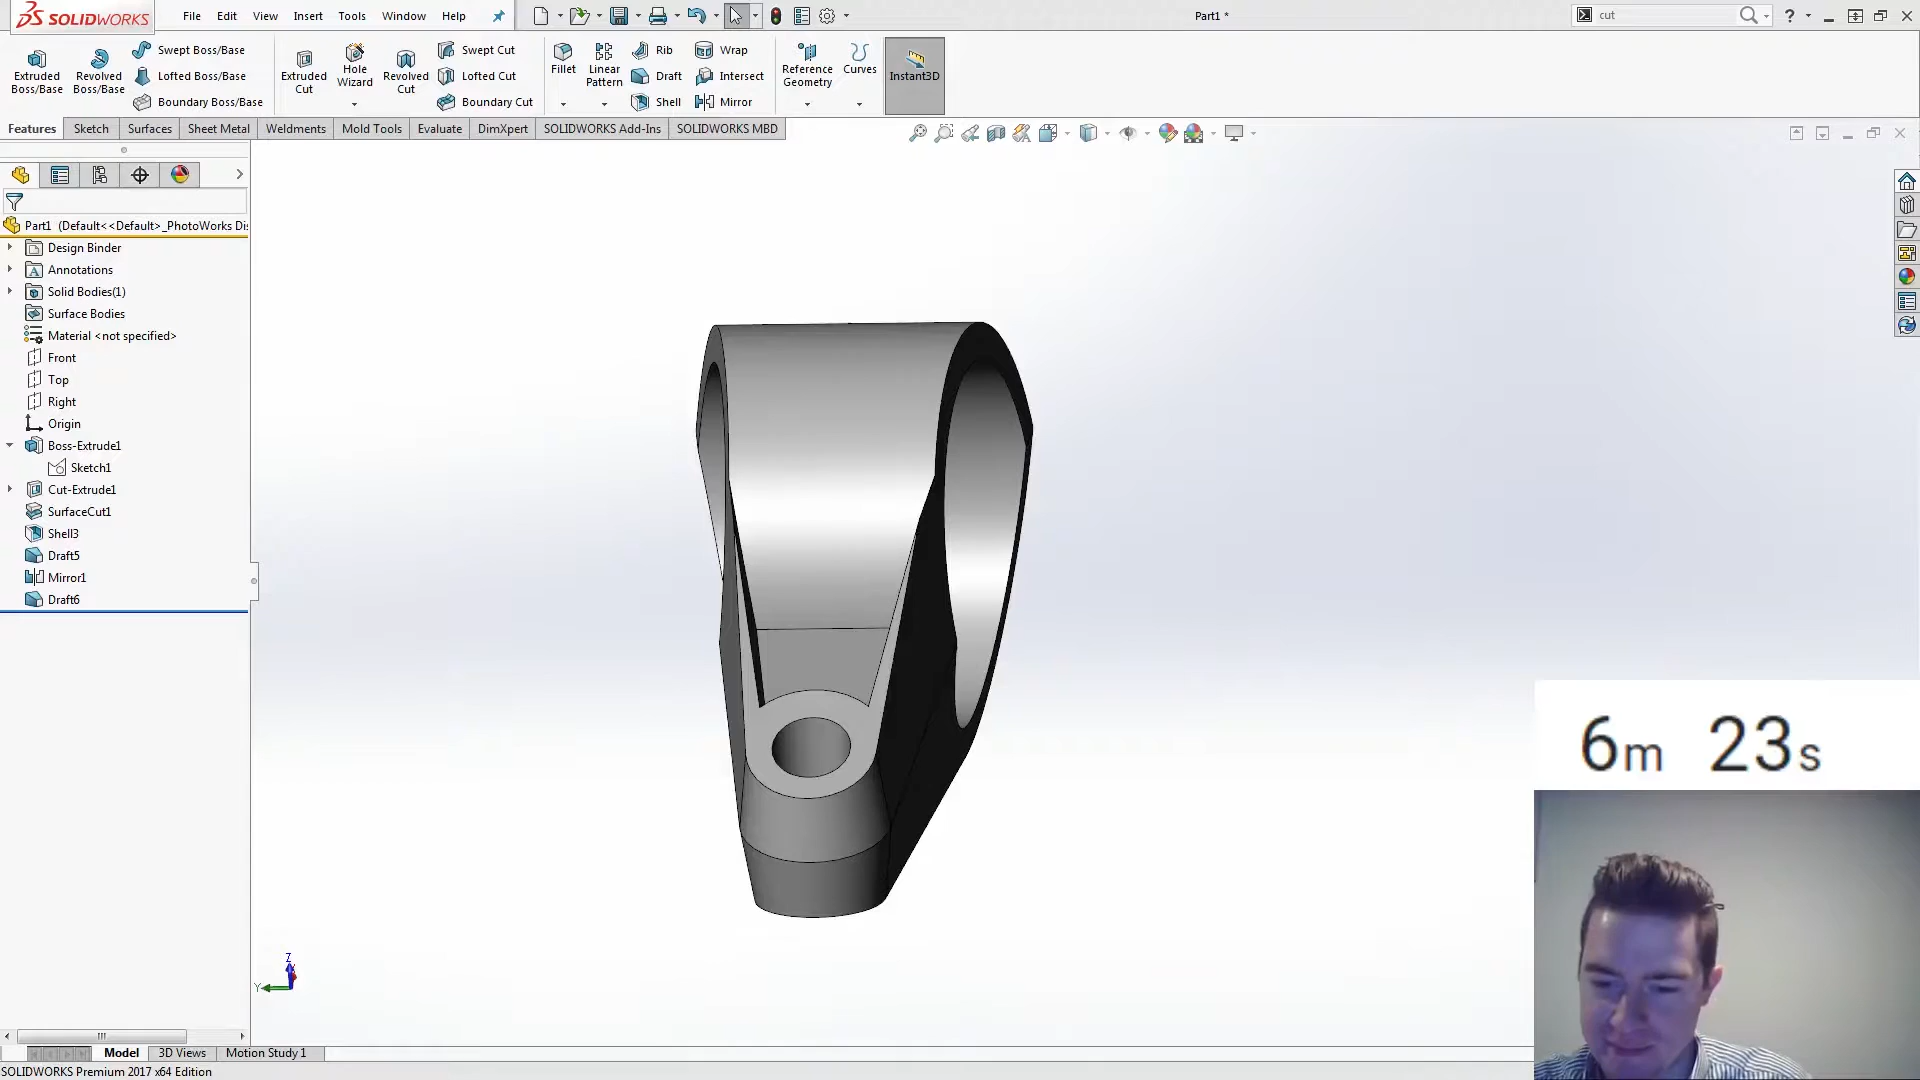 SOLIDWORKS
File Edit View Insert Tools Window Help
Part1 *
cut
Extruded Boss/Base
Revolved Boss/Base
Swept Boss/Base
Lofted Boss/Base
Boundary Boss/Base
Extruded Cut
Hole Wizard
Revolved Cut
Swept Cut
Lofted Cut
Boundary Cut
Fillet
Linear Pattern
Rib
Draft
Shell
Wrap
Intersect
Mirror
Reference Geometry
Curves
Instant3D
Features Sketch Surfaces Sheet Metal Weldments Mold Tools Evaluate DimXpert SOLIDWORKS Add-Ins SOLIDWORKS MBD
Part1 (Default<<Default>_PhotoWorks Di
Design Binder
Annotations
Solid Bodies(1)
Surface Bodies
Material <not specified>
Front
Top
Right
Origin
Boss-Extrude1
Sketch1
Cut-Extrude1
SurfaceCut1
Shell3
Draft5
Mirror1
Draft6
6m 23s
Z
Y
Model 3D Views Motion Study 1
SOLIDWORKS Premium 2017 x64 Edition